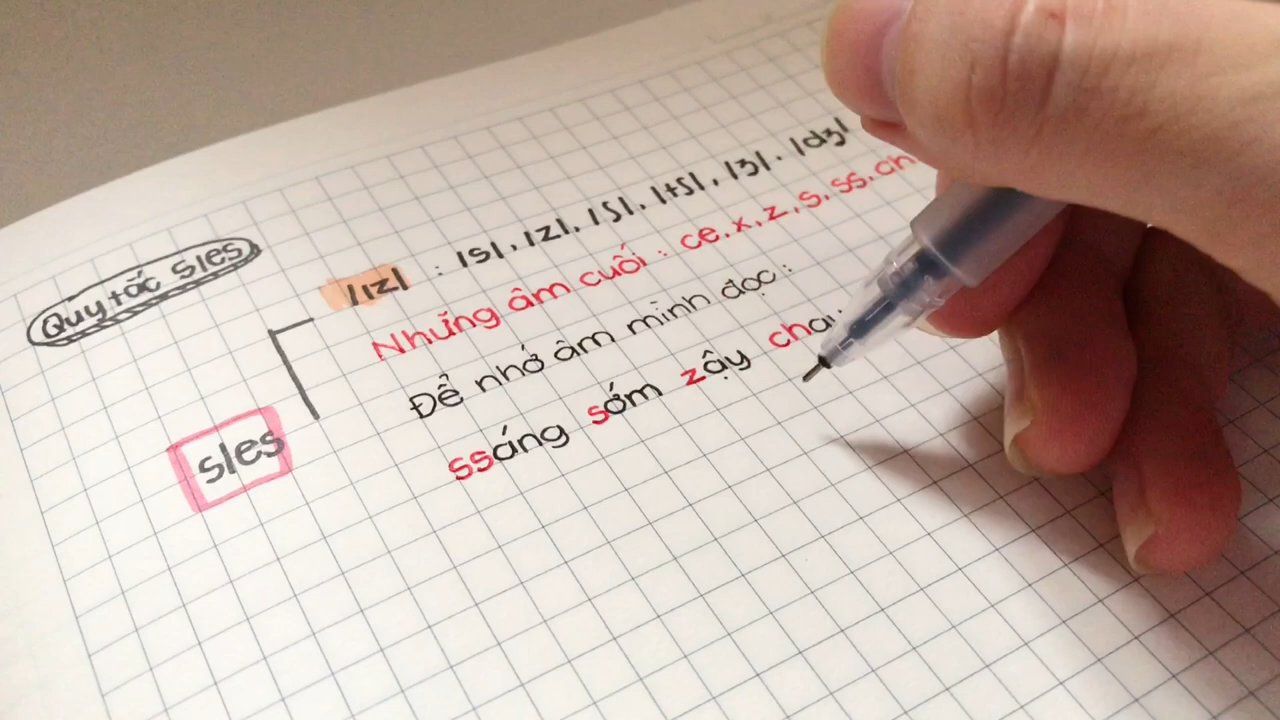 Quy tắc s/es
/ɪz/ : /s/, /z/, /ʃ/, /tʃ/, /ʒ/, /dʒ/
Những âm cuối : ce, x, z, s, ss, ch
Để nhớ âm mình đọc :
ssáng sớm zậy chai
s/es